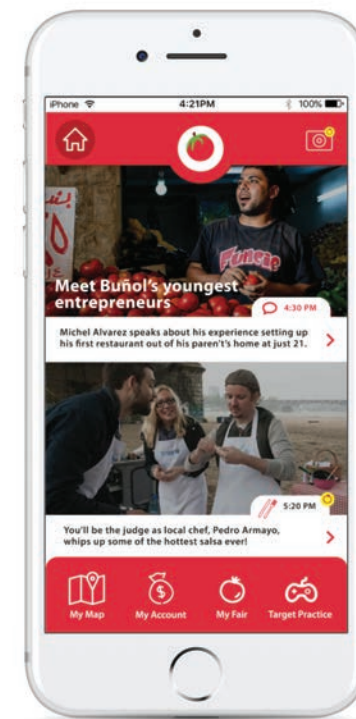 iPhone
4:21PM
100%
Meet Buñol's youngest
entrepreneurs
4:30 PM
Michel Alvarez speaks about his experience setting up
his first restaurant out of his parent's home at just 21.
5:20 PM
You'll be the judge as local chef, Pedro Armayo,
whips up some of the hottest salsa ever!
My Map
My Account
My Fair
Target Practice